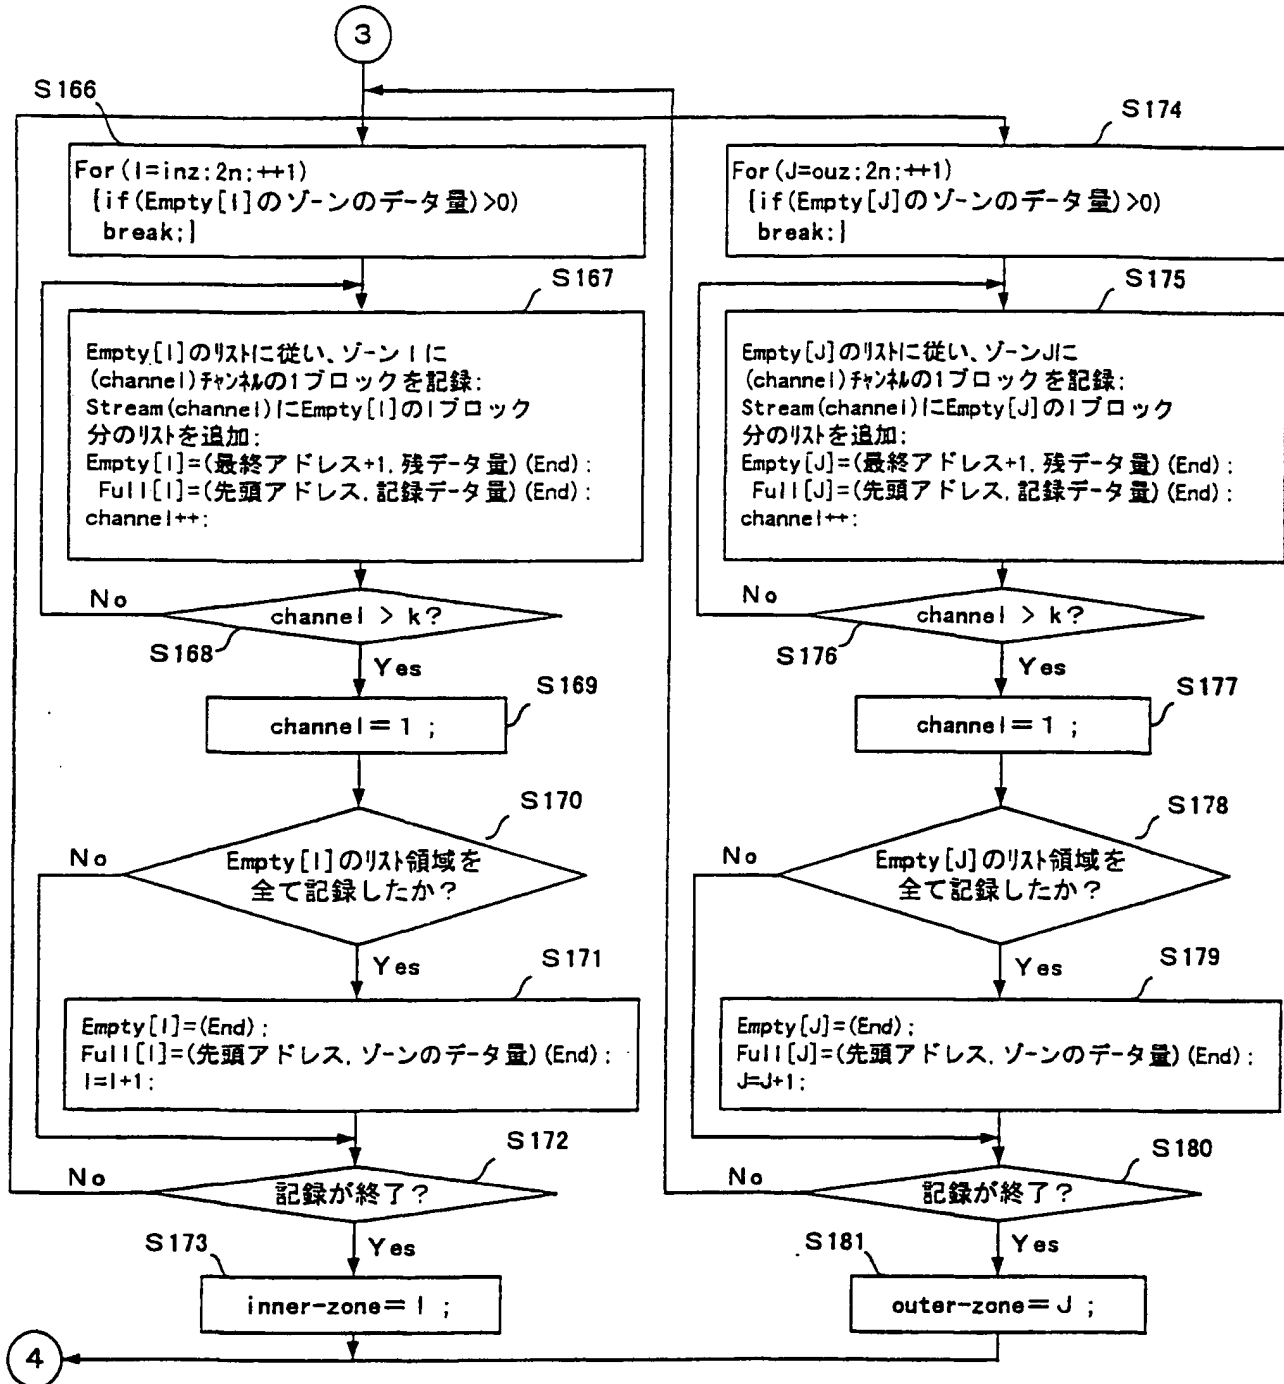 3
S166
For(I=inz;2n;++1)
{if(Empty[I]のゾーンのデータ量)>0)
break;}
S167
Empty[I]のリストに従い、ゾーンIに
(channel)チャンネルの1ブロックを記録;
Stream(channel)にEmpty[I]の1ブロック
分のリストを追加;
Empty[I]=(最終アドレス+1,残データ量)(End);
Full[I]=(先頭アドレス,記録データ量)(End);
channel++;
No
channel > k?
S168
Yes
S169
channel=1 ;
S170
No
Empty[I]のリスト領域を
全て記録したか?
Yes
S171
Empty[I]=(End);
Full[I]=(先頭アドレス,ゾーンのデータ量)(End);
I=I+1;
S172
No
記録が終了?
S173
Yes
inner-zone=I ;
4
S174
For(J=ouz;2n;++1)
{if(Empty[J]のゾーンのデータ量)>0)
break;}
S175
Empty[J]のリストに従い、ゾーンJに
(channel)チャンネルの1ブロックを記録;
Stream(channel)にEmpty[J]の1ブロック
分のリストを追加;
Empty[J]=(最終アドレス+1,残データ量)(End);
Full[J]=(先頭アドレス,記録データ量)(End);
channel++;
No
channel > k?
S176
Yes
S177
channel=1 ;
S178
No
Empty[J]のリスト領域を
全て記録したか?
Yes
S179
Empty[J]=(End);
Full[J]=(先頭アドレス,ゾーンのデータ量)(End);
J=J+1;
S180
No
記録が終了?
S181
Yes
outer-zone=J ;